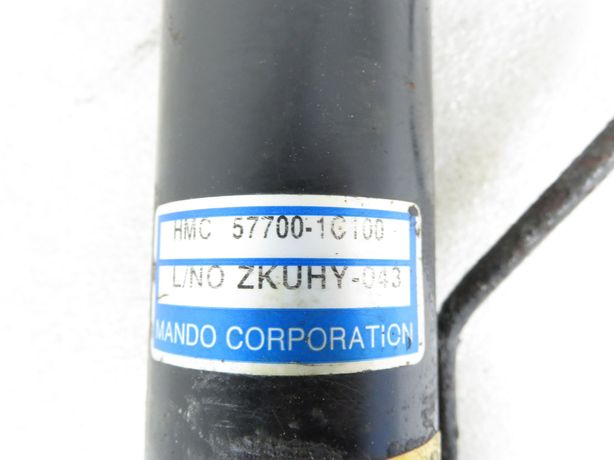 HMC 57700-1C100
L/NO ZKUHY-043
MANDO CORPORATION